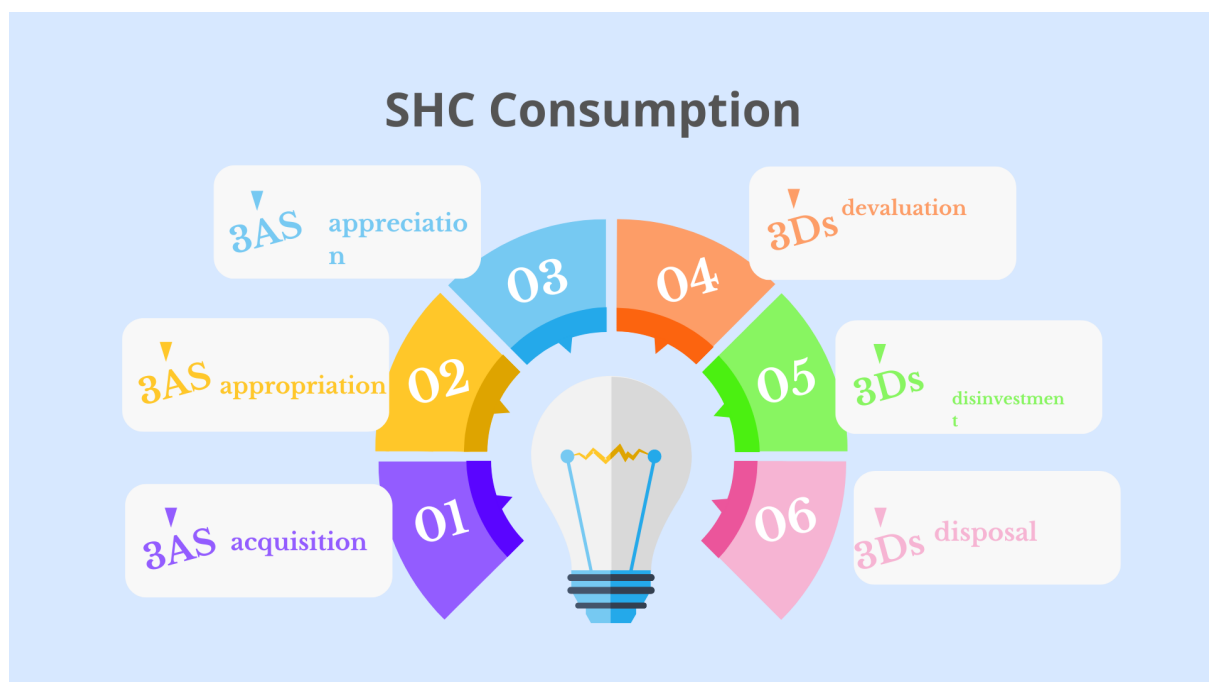 SHC Consumption
3AS
appreciatio
n
03
04
3Ds
devaluation
3AS
appropriation
02
05
3Ds
disinvestmen
t
3AS
acquisition
01
06
3Ds
disposal